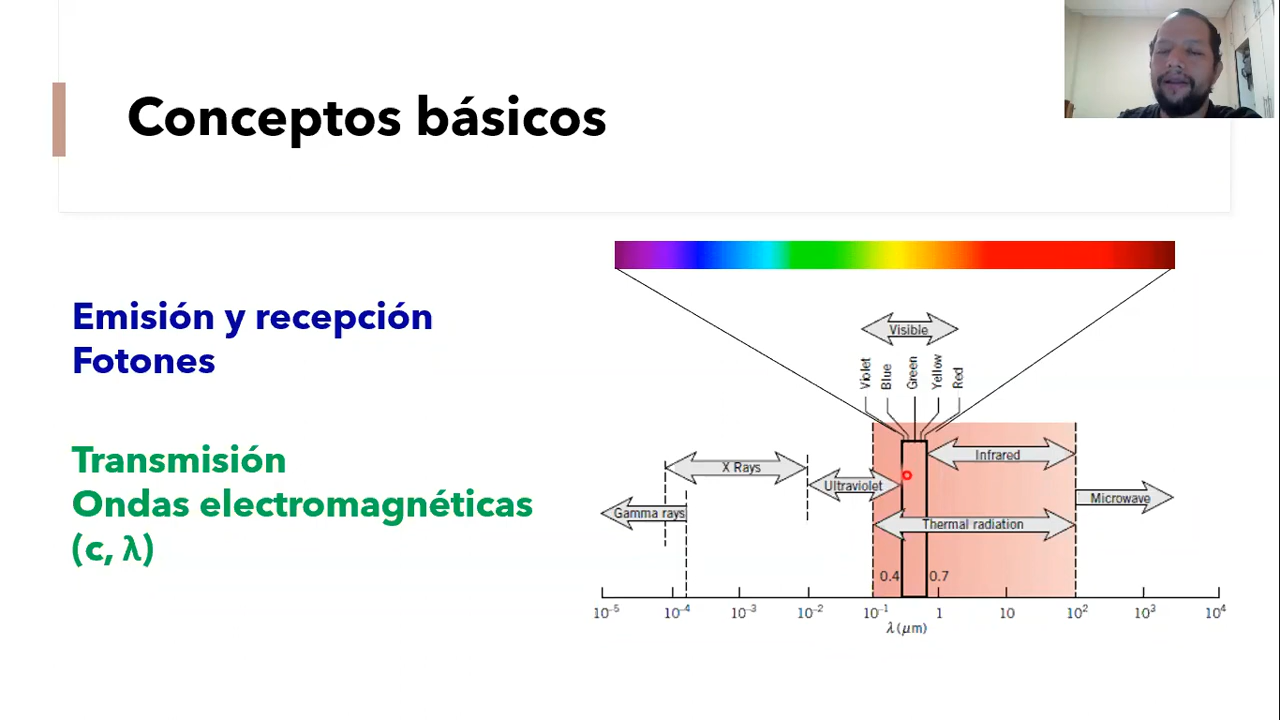 Conceptos básicos
Emisión y recepción
Fotones
Transmisión
Ondas electromagnéticas
(c, λ)
Visible
Violet
Blue
Green
Yellow
Red
Infrared
X Rays
Ultraviolet
Microwave
Gamma rays
Thermal radiation
0.4 0.7
10⁻⁵ 10⁻⁴ 10⁻³ 10⁻² 10⁻¹ 1 10 10² 10³ 10⁴
λ(μm)